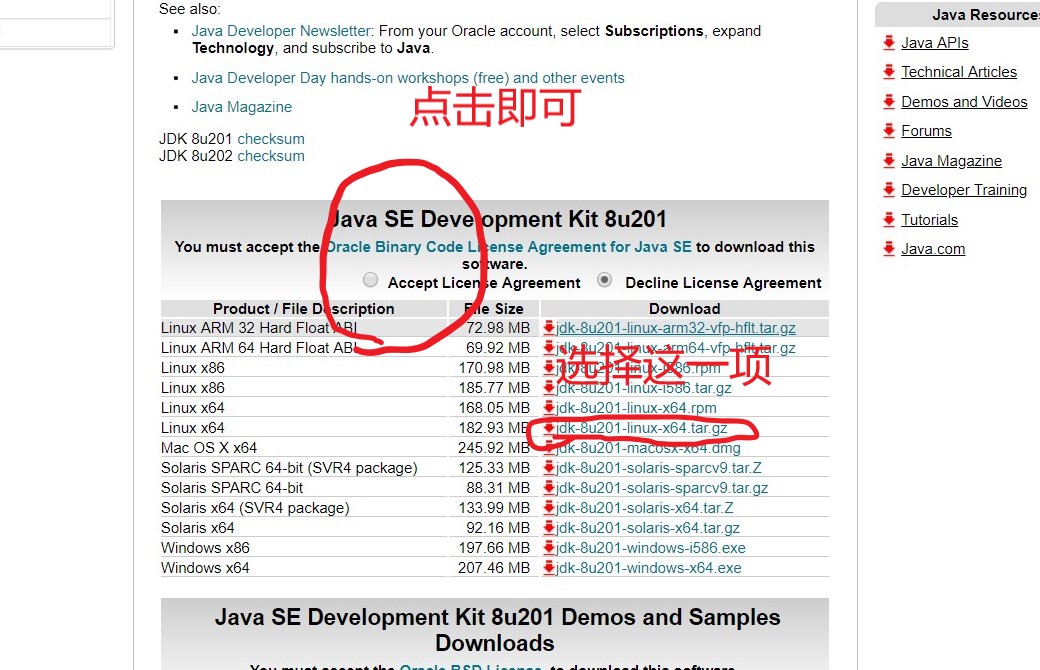 See also:
▪ Java Developer Newsletter: From your Oracle account, select Subscriptions, expand
Technology, and subscribe to Java.
▪ Java Developer Day hands-on workshops (free) and other events
▪ Java Magazine
点击即可
JDK 8u201 checksum
JDK 8u202 checksum
Java SE Development Kit 8u201
You must accept the Oracle Binary Code License Agreement for Java SE to download this
software.
Accept License Agreement Decline License Agreement
Product / File Description File Size Download
Linux ARM 32 Hard Float ABI 72.98 MB jdk-8u201-linux-arm32-vfp-hflt.tar.gz
Linux ARM 64 Hard Float ABI 69.92 MB jdk-8u201-linux-arm64-vfp-hflt.tar.gz
选择这一项
Linux x86 170.98 MB jdk-8u201-linux-i586.rpm
Linux x86 185.77 MB jdk-8u201-linux-i586.tar.gz
Linux x64 168.05 MB jdk-8u201-linux-x64.rpm
Linux x64 182.93 MB jdk-8u201-linux-x64.tar.gz
Mac OS X x64 245.92 MB jdk-8u201-macosx-x64.dmg
Solaris SPARC 64-bit (SVR4 package) 125.33 MB jdk-8u201-solaris-sparcv9.tar.Z
Solaris SPARC 64-bit 88.31 MB jdk-8u201-solaris-sparcv9.tar.gz
Solaris x64 (SVR4 package) 133.99 MB jdk-8u201-solaris-x64.tar.Z
Solaris x64 92.16 MB jdk-8u201-solaris-x64.tar.gz
Windows x86 197.66 MB jdk-8u201-windows-i586.exe
Windows x64 207.46 MB jdk-8u201-windows-x64.exe
Java SE Development Kit 8u201 Demos and Samples
Downloads
You must accept the Oracle BSD License. to download this software.
Java Resources
Java APIs
Technical Articles
Demos and Videos
Forums
Java Magazine
Developer Training
Tutorials
Java.com